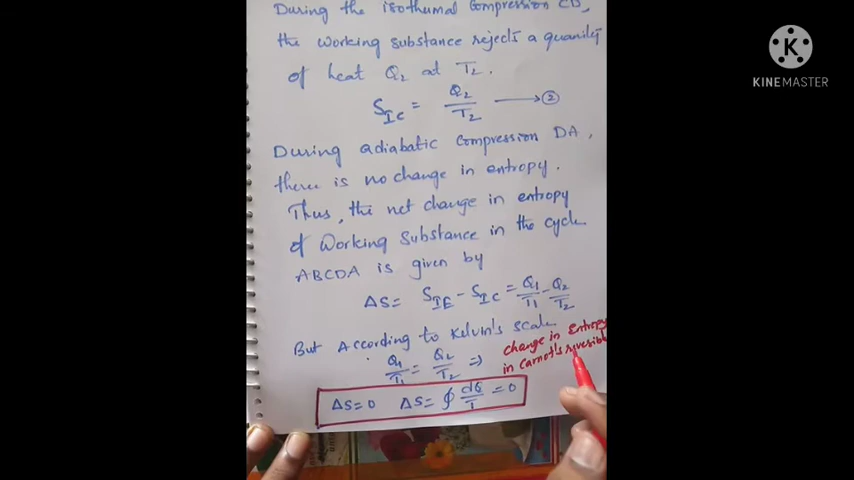 During the isothumal Compression CD,
the working substance rejects a quanity
of heat Q₂ at T₂.
S_IC = Q₂/T₂ → ②
During adiabatic Compression DA,
there is no change in entropy.
Thus, the net change in entropy
of Working Substance in the cycle
ABCDA is given by
ΔS = S_IE - S_IC = Q₁/T₁ - Q₂/T₂
But According to Kelvin's scale
Q₁/T₁ = Q₂/T₂ ⇒
change in Entropy
in Carnot's reversible
ΔS=0 ΔS= ∮ dQ/T = 0
K
KINEMASTER